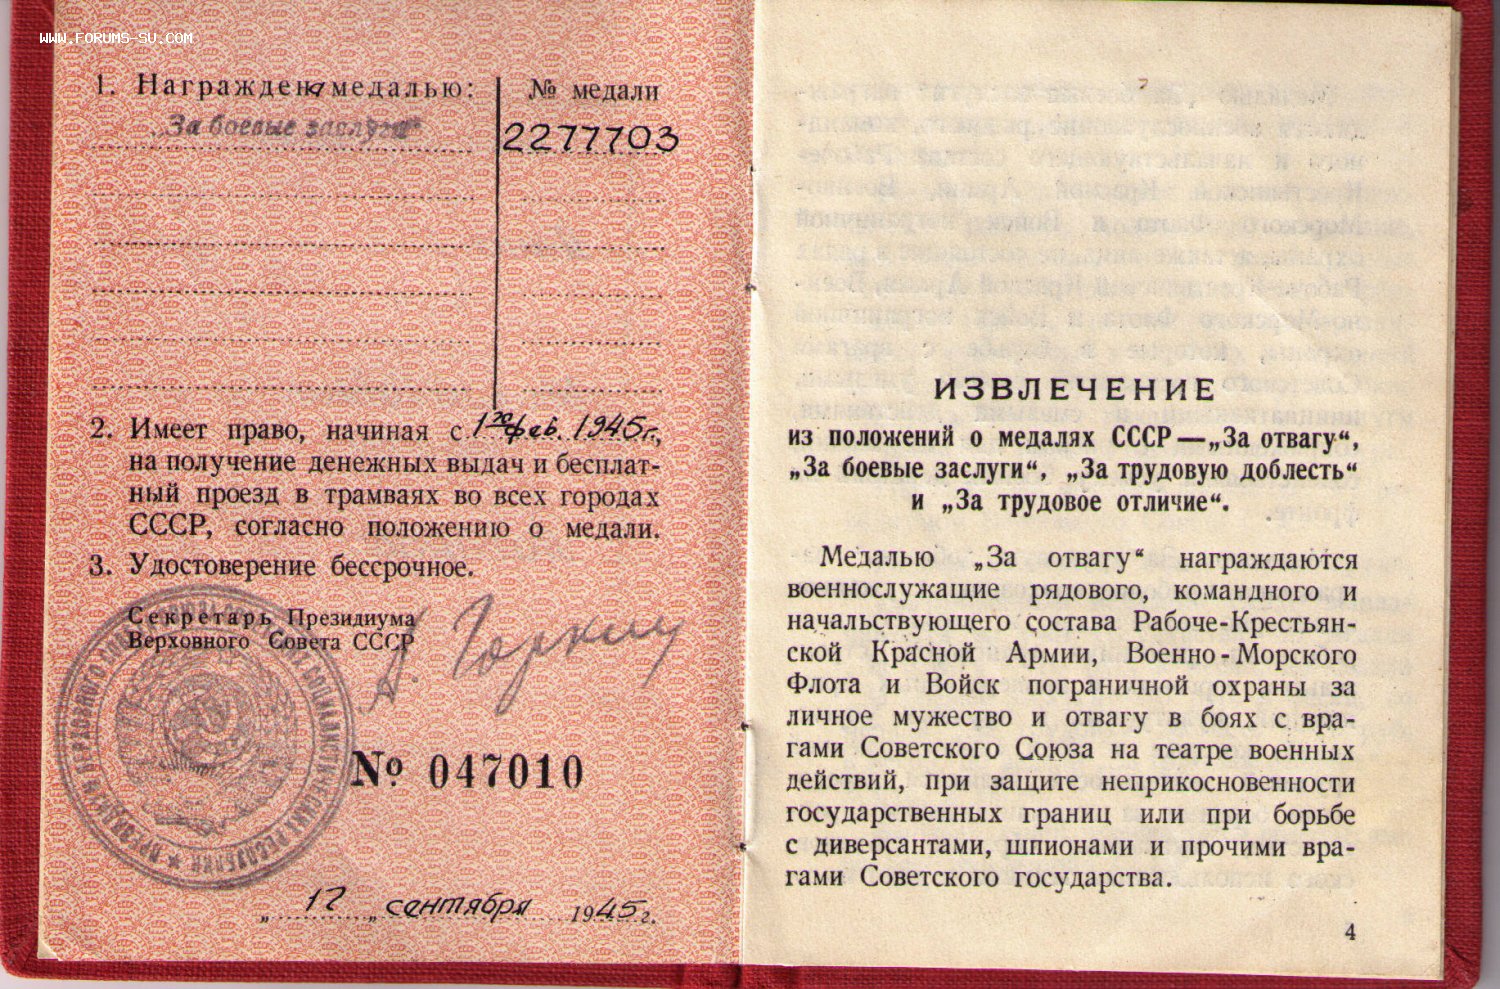 WWW.FORUMS-SU.COM
1. Награждена медалью:
№ медали
„За боевые заслуги“
2277703
2. Имеет право, начиная с 1го фев. 1945 г.,
на получение денежных выдач и бесплат-
ный проезд в трамваях во всех городах
СССР, согласно положению о медали.
3. Удостоверение бессрочное.
Секретарь Президиума
Верховного Совета СССР
А. Горкин
№ 047010
„ 12 „ сентября 1945 г.
ИЗВЛЕЧЕНИЕ
из положений о медалях СССР — „За отвагу“,
„За боевые заслуги“, „За трудовую доблесть“
и „За трудовое отличие“.
Медалью „За отвагу“ награждаются
военнослужащие рядового, командного и
начальствующего состава Рабоче-Крестьян-
ской Красной Армии, Военно-Морского
Флота и Войск пограничной охраны за
личное мужество и отвагу в боях с вра-
гами Советского Союза на театре военных
действий, при защите неприкосновенности
государственных границ или при борьбе
с диверсантами, шпионами и прочими вра-
гами Советского государства.
4